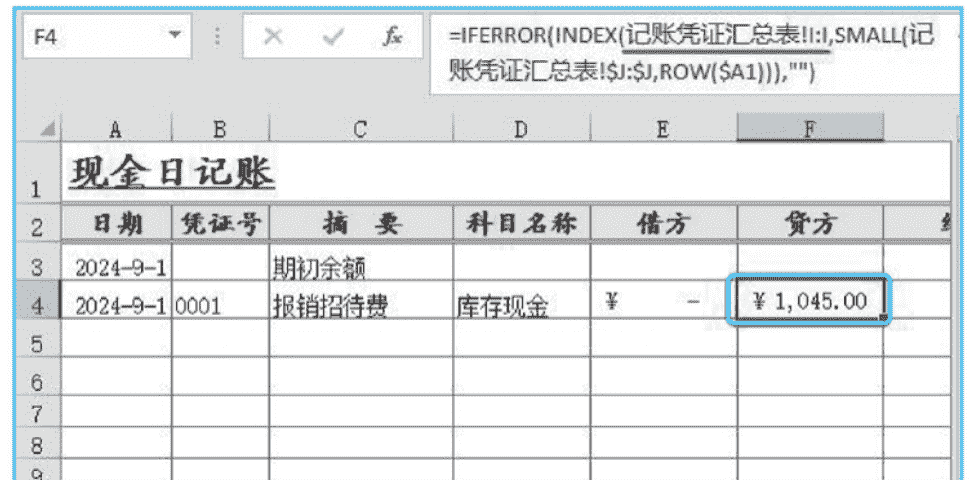 F4 fx =IFERROR(INDEX(记账凭证汇总表!I:I,SMALL(记
账凭证汇总表!$J:$J,ROW($A1))),"")
A B C D E F
1 现金日记账
2 日期 凭证号 摘 要 科目名称 借方 贷方
3 2024-9-1 期初余额
4 2024-9-1 0001 报销招待费 库存现金 ¥ - ¥ 1,045.00
5
6
7
8
9